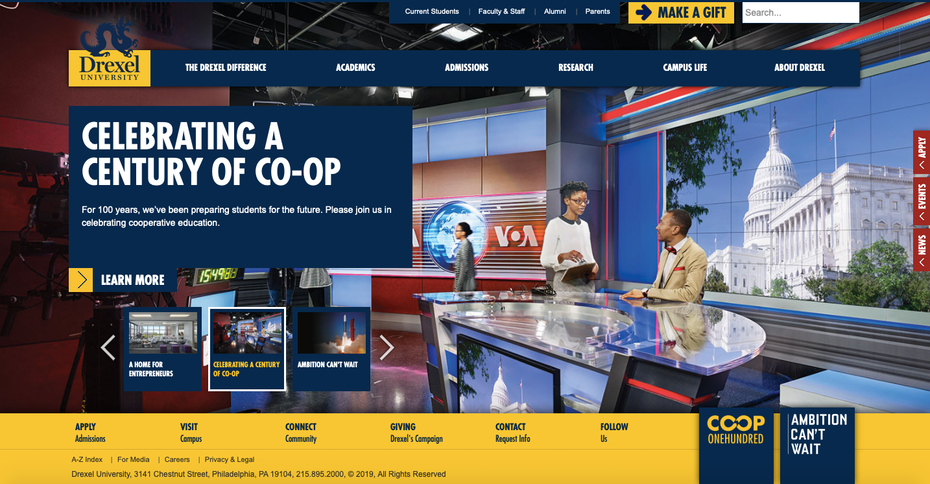 Current Students | Faculty & Staff | Alumni | Parents
MAKE A GIFT
Search...
Drexel
UNIVERSITY
THE DREXEL DIFFERENCE
ACADEMICS
ADMISSIONS
RESEARCH
CAMPUS LIFE
ABOUT DREXEL
CELEBRATING A
CENTURY OF CO-OP
For 100 years, we've been preparing students for the future. Please join us in
celebrating cooperative education.
LEARN MORE
VOA
APPLY
EVENTS
NEWS
A HOME FOR
ENTREPRENEURS
CELEBRATING A CENTURY
OF CO-OP
AMBITION CAN'T WAIT
APPLY
Admissions
VISIT
Campus
CONNECT
Community
GIVING
Drexel's Campaign
CONTACT
Request Info
FOLLOW
Us
COOP
ONEHUNDRED
AMBITION
CAN'T
WAIT
A-Z Index | For Media | Careers | Privacy & Legal
Drexel University, 3141 Chestnut Street, Philadelphia, PA 19104, 215.895.2000, © 2019, All Rights Reserved